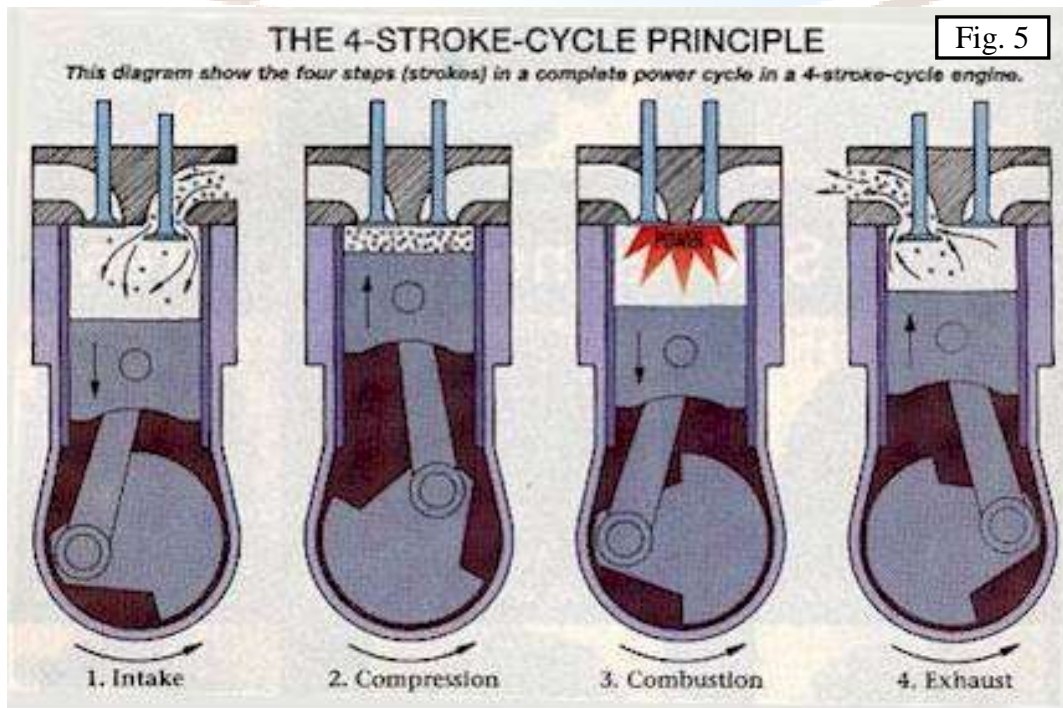 THE 4-STROKE-CYCLE PRINCIPLE
Fig. 5
This diagram show the four steps (strokes) in a complete power cycle in a 4-stroke-cycle engine.
POWER
1. Intake
2. Compression
3. Combustion
4. Exhaust